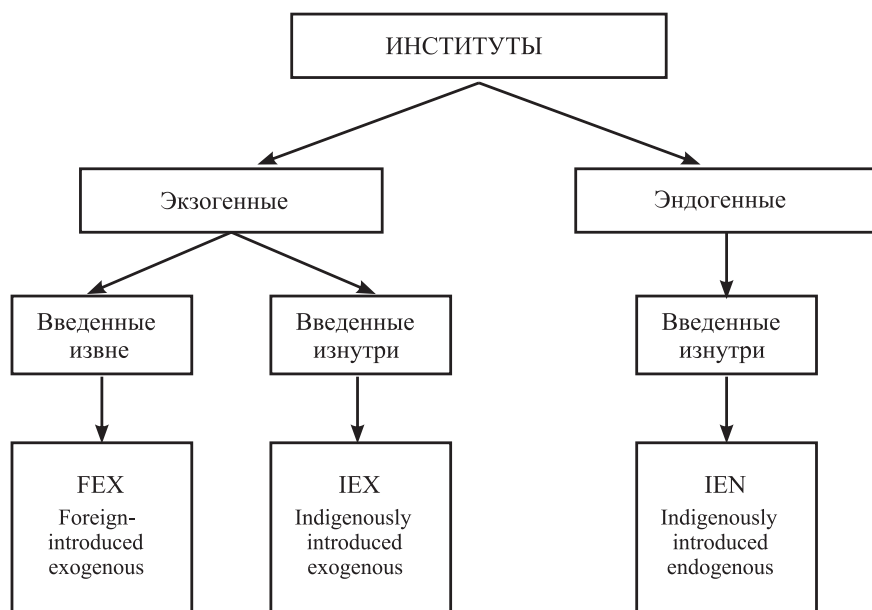 ИНСТИТУТЫ
Экзогенные
Эндогенные
Введенные
извне
Введенные
изнутри
Введенные
изнутри
FEX
Foreign-
introduced
exogenous
IEX
Indigenously
introduced
exogenous
IEN
Indigenously
introduced
endogenous